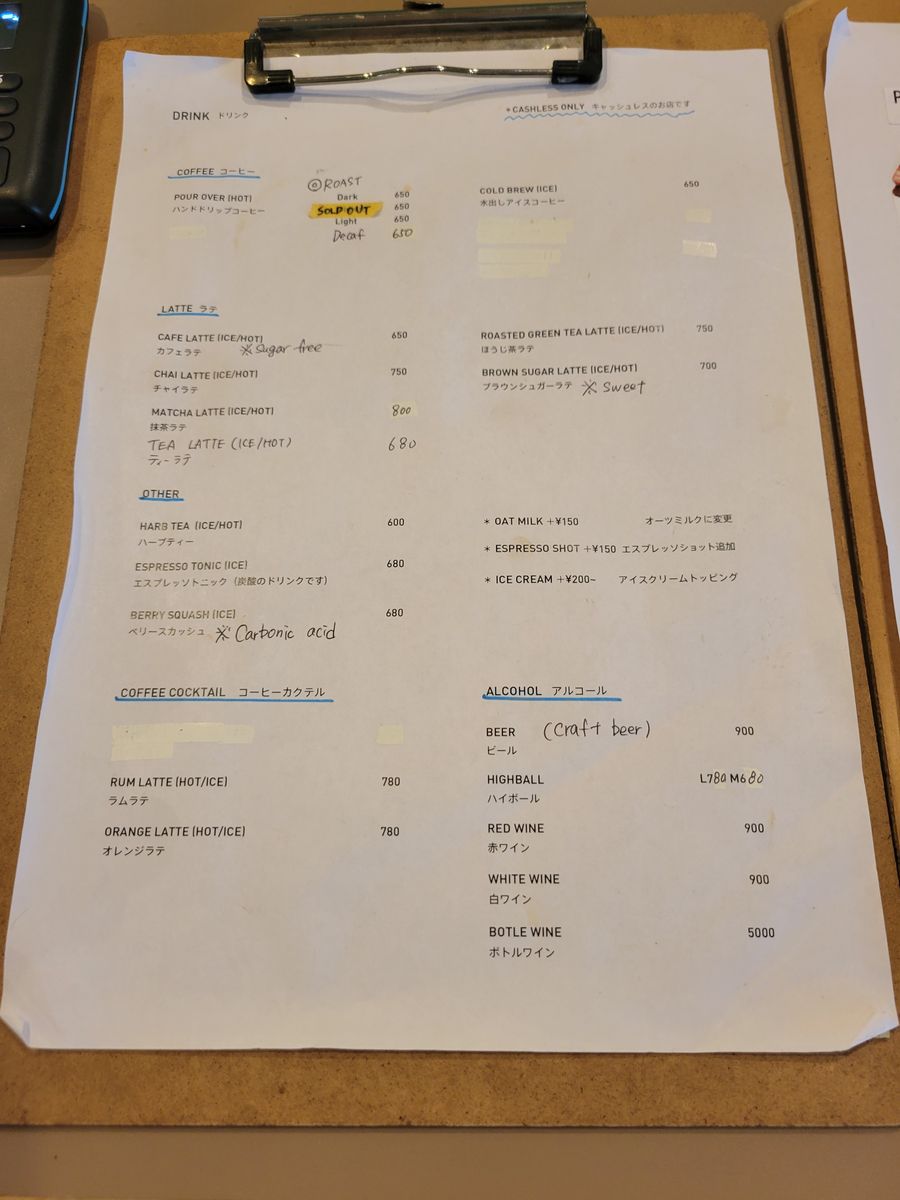 DRINK ドリンク
*CASHLESS ONLY キャッシュレスのお店です
COFFEE コーヒー
POUR OVER (HOT)
ハンドドリップコーヒー
◎ROAST
Dark 650
SOLD OUT 650
Light 650
Decaf 650
COLD BREW (ICE) 650
水出しアイスコーヒー
LATTE ラテ
CAFE LATTE (ICE/HOT) 650
カフェラテ ※Sugar free
CHAI LATTE (ICE/HOT) 750
チャイラテ
MATCHA LATTE (ICE/HOT) 800
抹茶ラテ
TEA LATTE (ICE/HOT) 680
ティーラテ
ROASTED GREEN TEA LATTE (ICE/HOT) 750
ほうじ茶ラテ
BROWN SUGAR LATTE (ICE/HOT) 700
ブラウンシュガーラテ ※Sweet
OTHER
HARB TEA (ICE/HOT) 600
ハーブティー
ESPRESSO TONIC (ICE) 680
エスプレッソトニック (炭酸のドリンクです)
BERRY SQUASH (ICE) 680
ベリースカッシュ ※Carbonic acid
* OAT MILK +¥150 オーツミルクに変更
* ESPRESSO SHOT +¥150 エスプレッソショット追加
* ICE CREAM +¥200~ アイスクリームトッピング
COFFEE COCKTAIL コーヒーカクテル
RUM LATTE (HOT/ICE) 780
ラムラテ
ORANGE LATTE (HOT/ICE) 780
オレンジラテ
ALCOHOL アルコール
BEER (Craft beer) 900
ビール
HIGHBALL L780 M680
ハイボール
RED WINE 900
赤ワイン
WHITE WINE 900
白ワイン
BOTLE WINE 5000
ボトルワイン